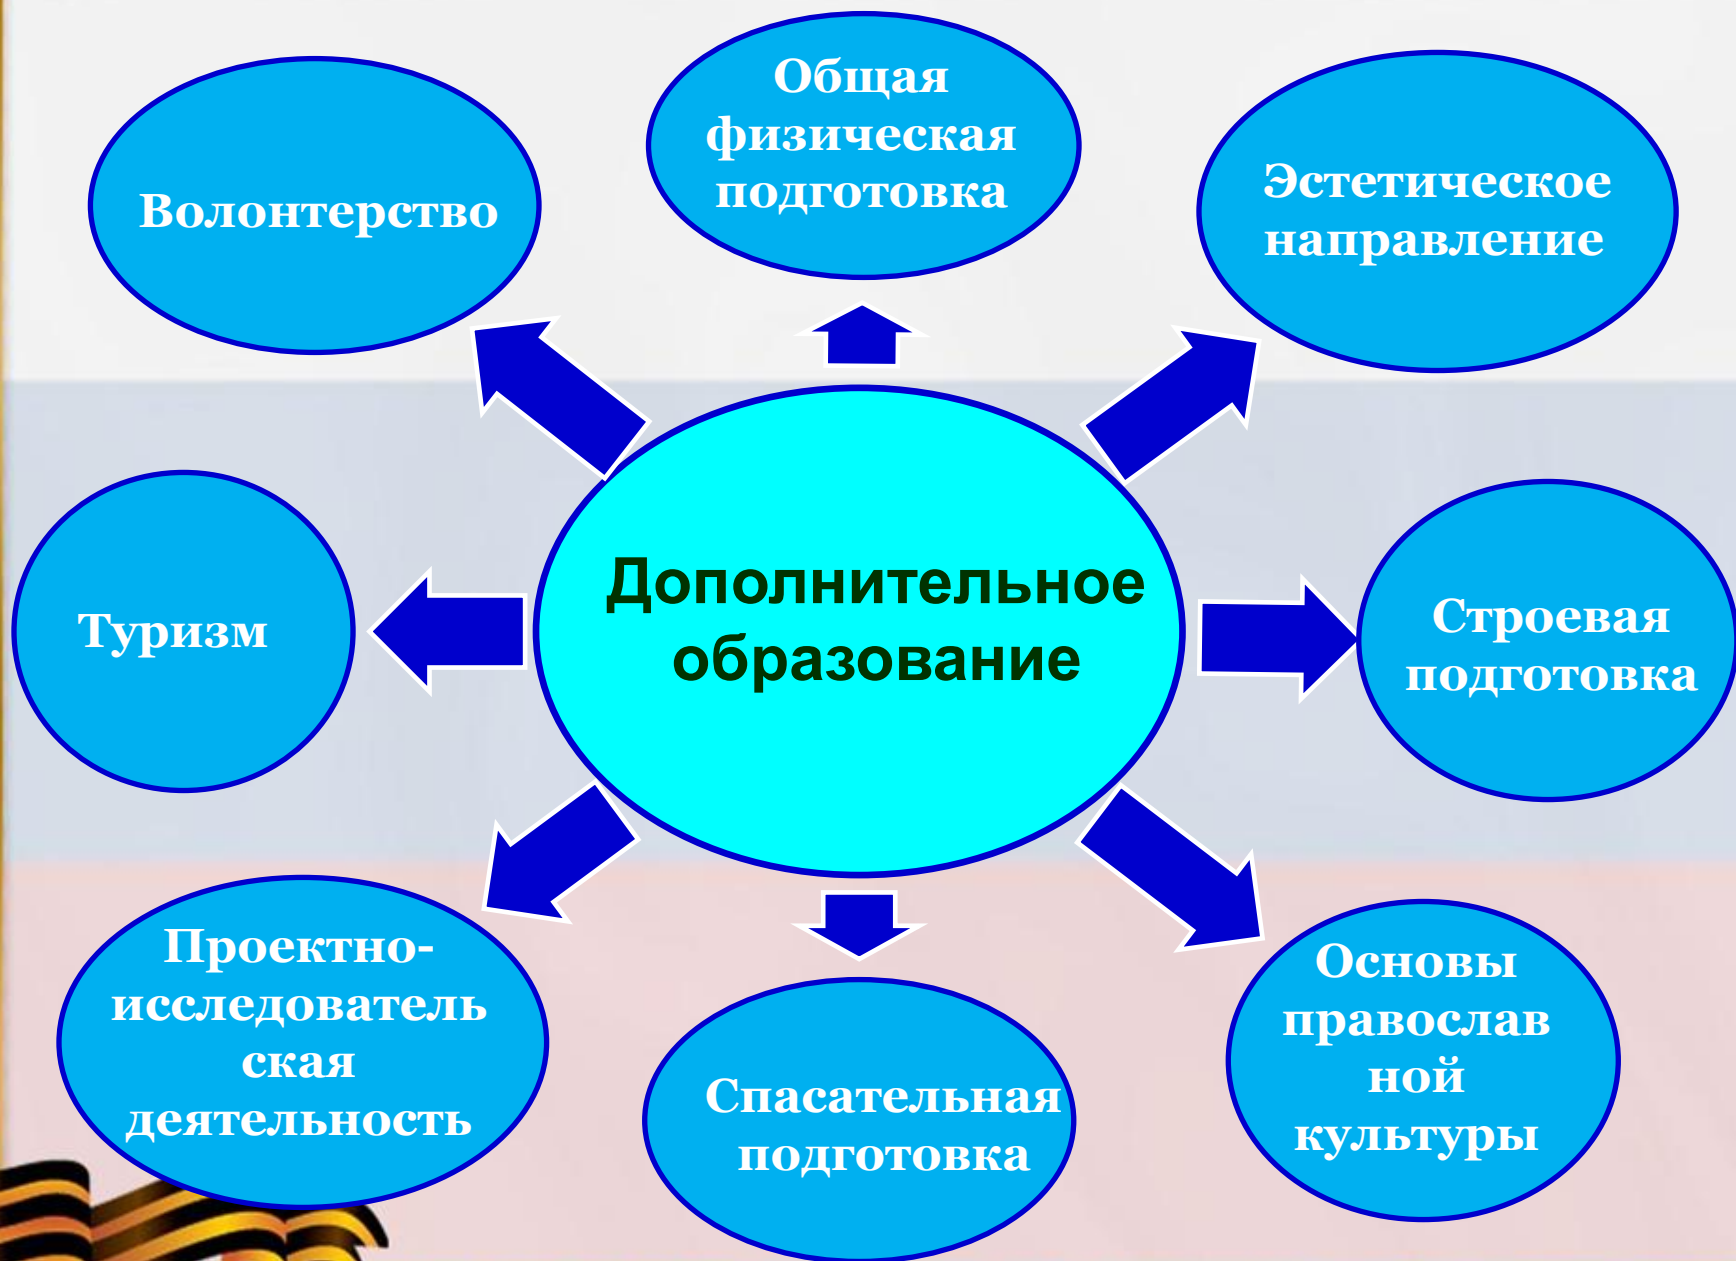 Общая
физическая
подготовка
Волонтерство
Эстетическое
направление
Дополнительное
образование
Туризм
Строевая
подготовка
Проектно-
исследователь
ская
деятельность
Спасательная
подготовка
Основы
православ
ной
культуры